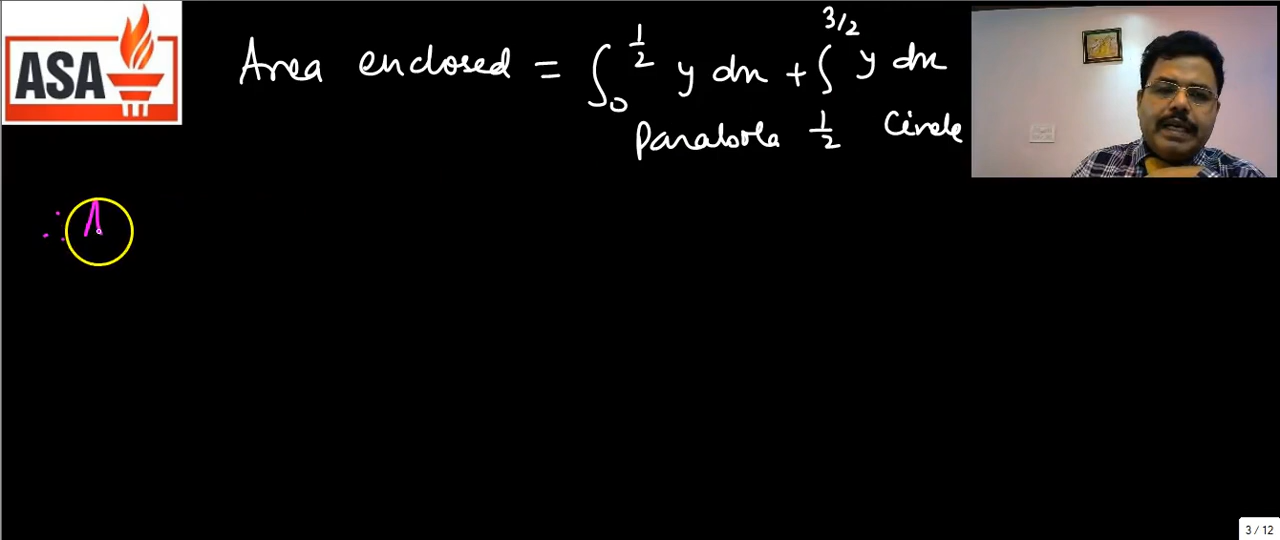 ASA
Area enclosed = ∫₀^(1/2) y dx + ∫_(1/2)^(3/2) y dx
Parabola Circle
∴ A
3 / 12